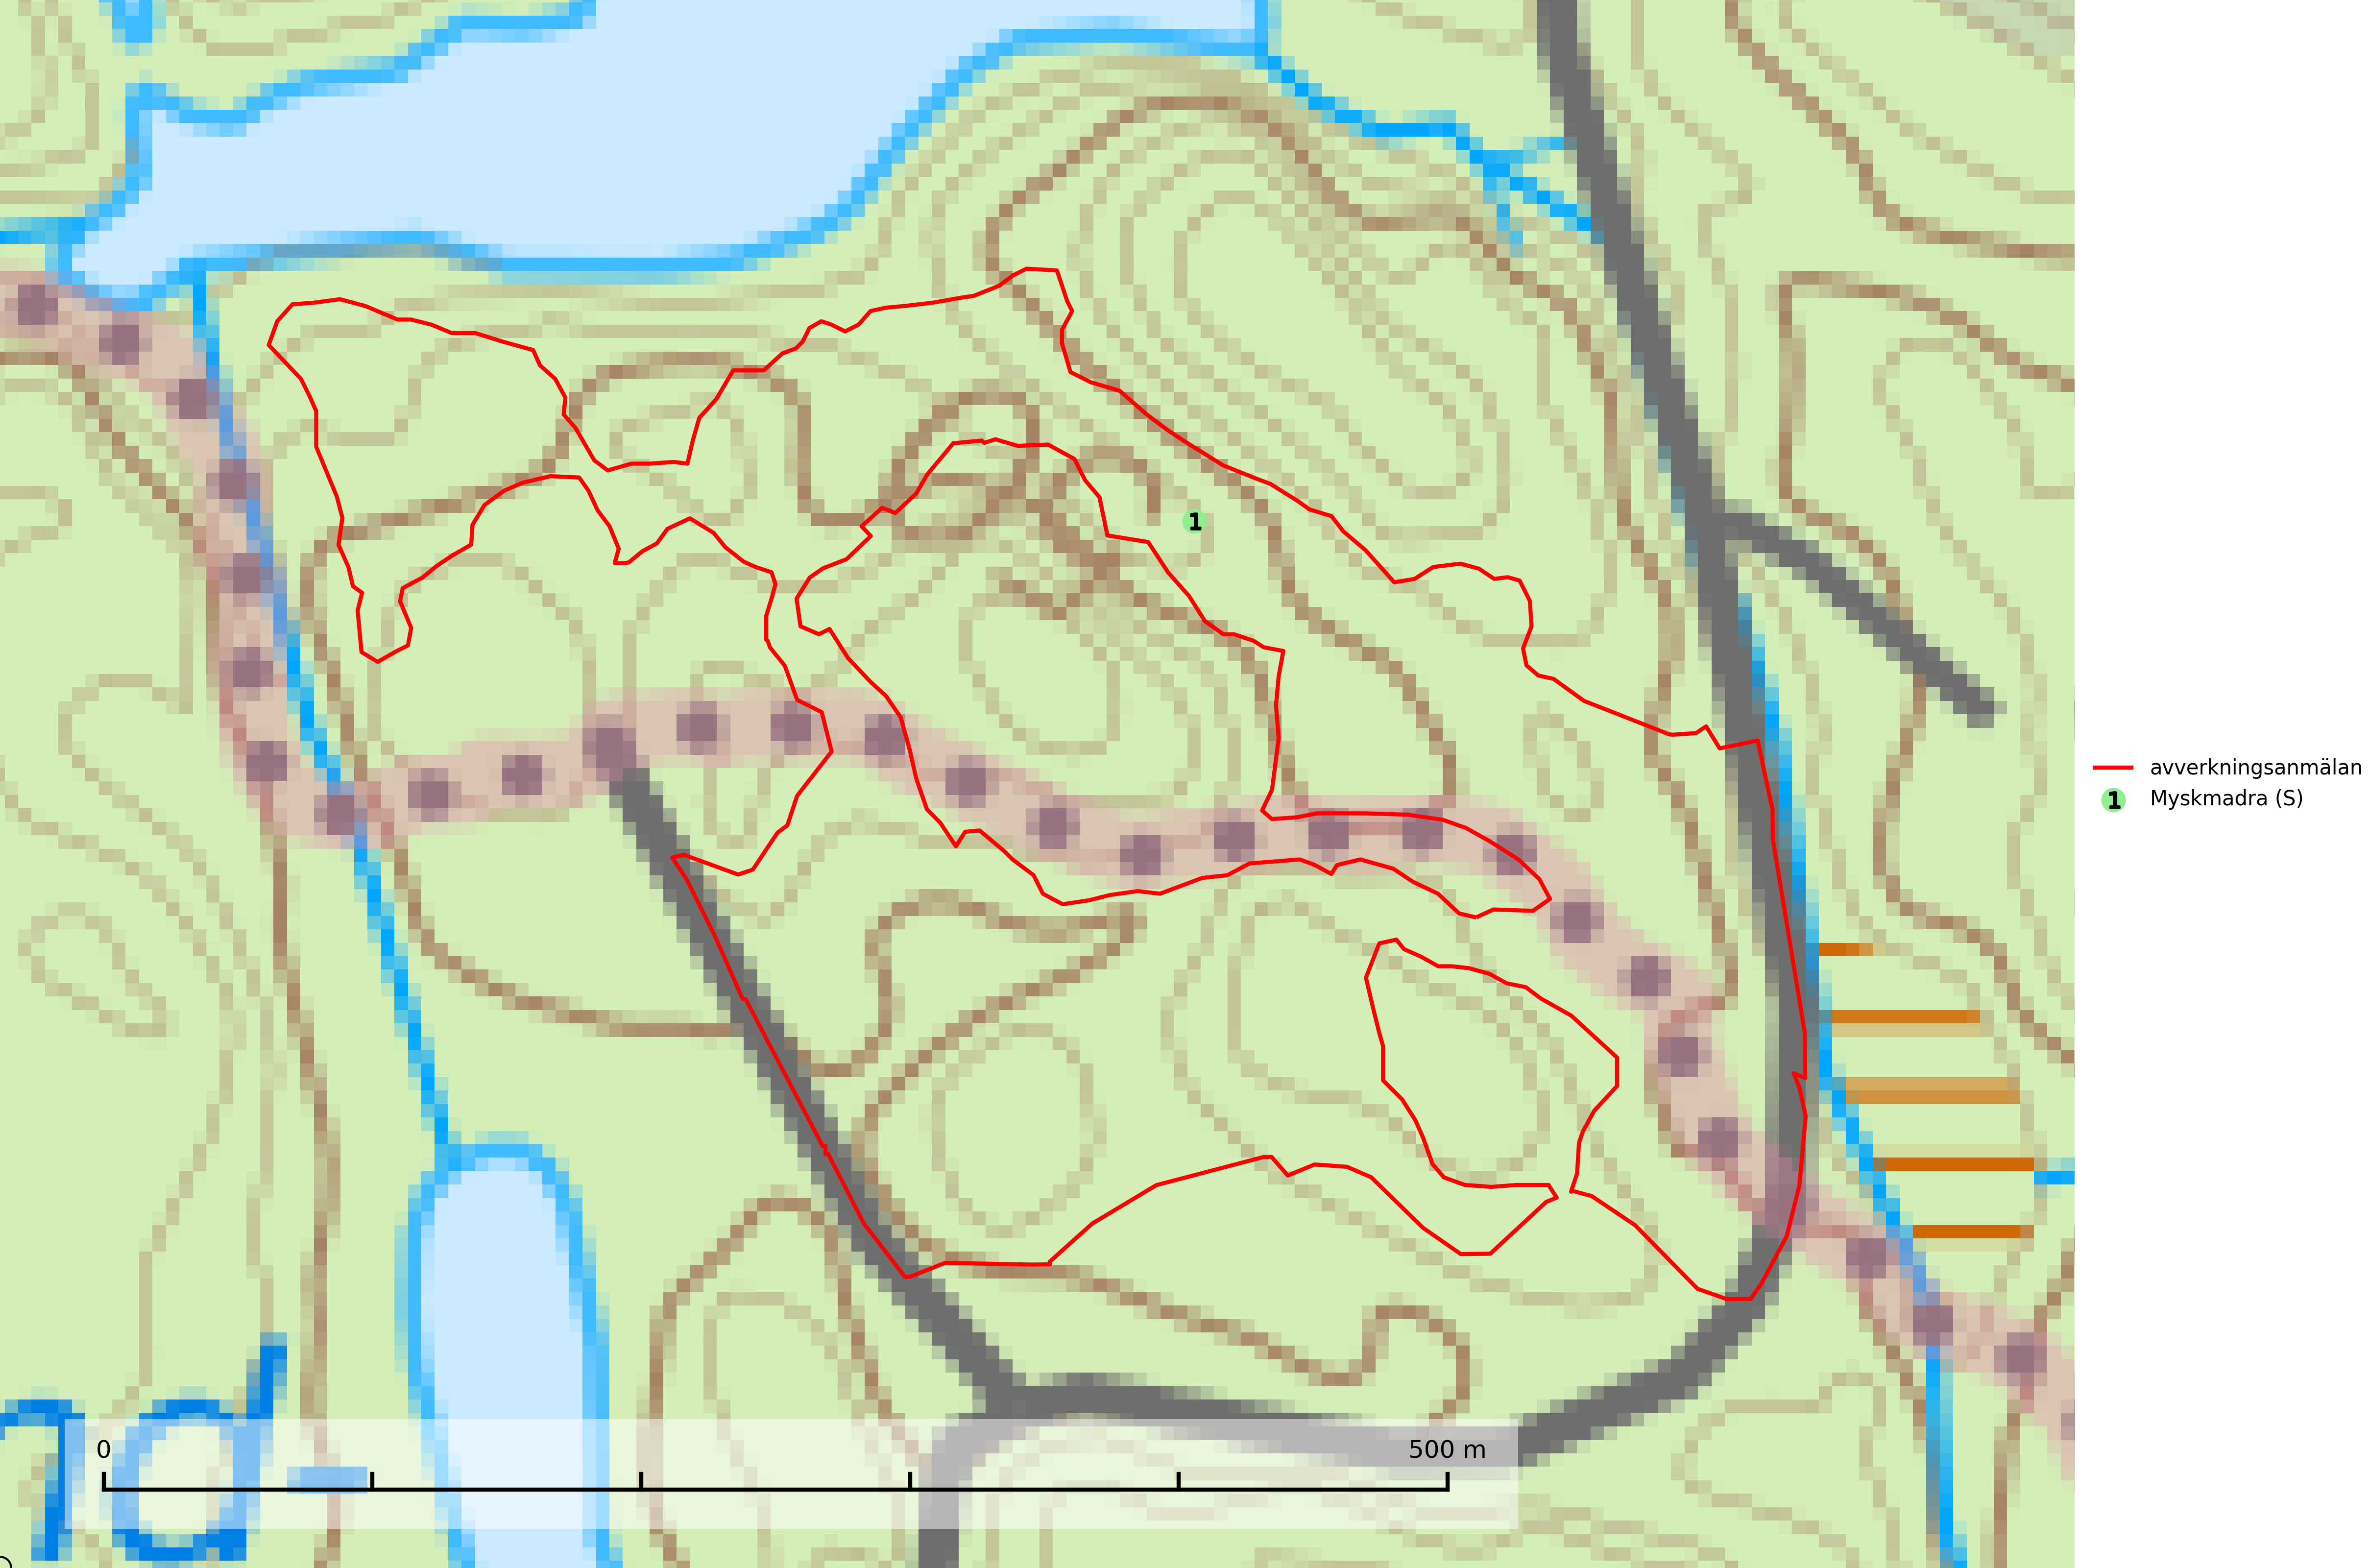 1
avverkningsanmälan
1 Myskmadra (S)
0 500 m